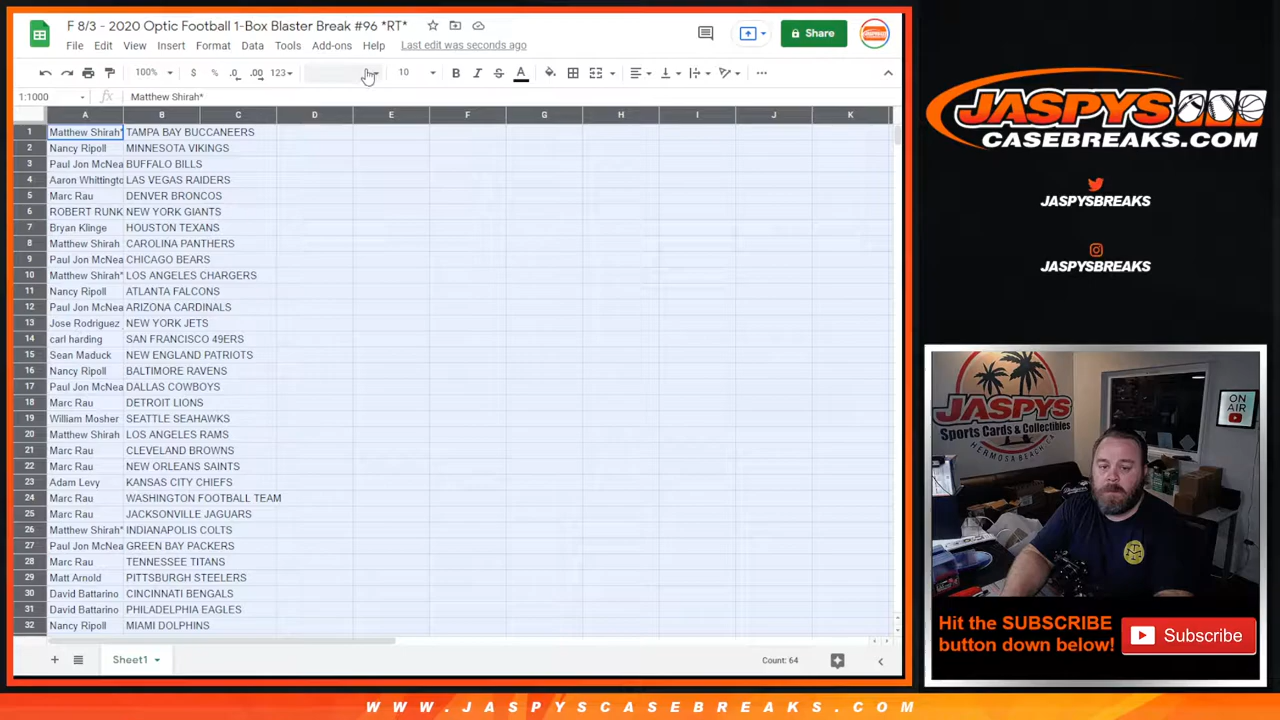 F 8/3 - 2020 Optic Football 1-Box Blaster Break #96 *RT*
File Edit View Insert Format Data Tools Add-ons Help Last edit was seconds ago
Share
100% $ % .0 .00 123 10 B I S A
1:1000 fx Matthew Shirah*
A B C D E F G H I J K
1 Matthew Shirah* TAMPA BAY BUCCANEERS
2 Nancy Ripoll MINNESOTA VIKINGS
3 Paul Jon McNea BUFFALO BILLS
4 Aaron Whittingto LAS VEGAS RAIDERS
5 Marc Rau DENVER BRONCOS
6 ROBERT RUNK NEW YORK GIANTS
7 Bryan Klinge HOUSTON TEXANS
8 Matthew Shirah CAROLINA PANTHERS
9 Paul Jon McNea CHICAGO BEARS
10 Matthew Shirah* LOS ANGELES CHARGERS
11 Nancy Ripoll ATLANTA FALCONS
12 Paul Jon McNea ARIZONA CARDINALS
13 Jose Rodriguez NEW YORK JETS
14 carl harding SAN FRANCISCO 49ERS
15 Sean Maduck NEW ENGLAND PATRIOTS
16 Nancy Ripoll BALTIMORE RAVENS
17 Paul Jon McNea DALLAS COWBOYS
18 Marc Rau DETROIT LIONS
19 William Mosher SEATTLE SEAHAWKS
20 Matthew Shirah LOS ANGELES RAMS
21 Marc Rau CLEVELAND BROWNS
22 Marc Rau NEW ORLEANS SAINTS
23 Adam Levy KANSAS CITY CHIEFS
24 Marc Rau WASHINGTON FOOTBALL TEAM
25 Marc Rau JACKSONVILLE JAGUARS
26 Matthew Shirah* INDIANAPOLIS COLTS
27 Paul Jon McNea GREEN BAY PACKERS
28 Marc Rau TENNESSEE TITANS
29 Matt Arnold PITTSBURGH STEELERS
30 David Battarino CINCINNATI BENGALS
31 David Battarino PHILADELPHIA EAGLES
32 Nancy Ripoll MIAMI DOLPHINS
Sheet1
Count: 64
JASPYS
CASEBREAKS.COM
JASPYSBREAKS
JASPYSBREAKS
JASPYS
Sports Cards & Collectibles
HERMOSA BEACH, CA
ON AIR
Hit the SUBSCRIBE
button down below!
Subscribe
WWW.JASPYSCASEBREAKS.COM